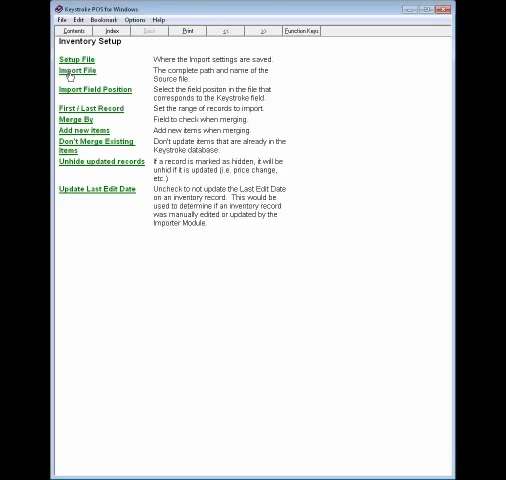 Keystroke POS for Windows
File Edit Bookmark Options Help
Contents Index Back Print << >> Function Keys
Inventory Setup
Setup File Where the Import settings are saved.
Import File The complete path and name of the
Source file.
Import Field Position Select the field positon in the file that
corresponds to the Keystroke field.
First / Last Record Set the range of records to import.
Merge By Field to check when merging.
Add new items Add new items when merging.
Don't Merge Existing Don't update items that are already in the
Items Keystroke database.
Unhide updated records If a record is marked as hidden, it will be
unhid if it is updated (i.e. price change,
etc.)
Update Last Edit Date Uncheck to not update the Last Edit Date
on an inventory record. This would be
used to determine if an inventory record
was manually edited or updated by the
Importer Module.